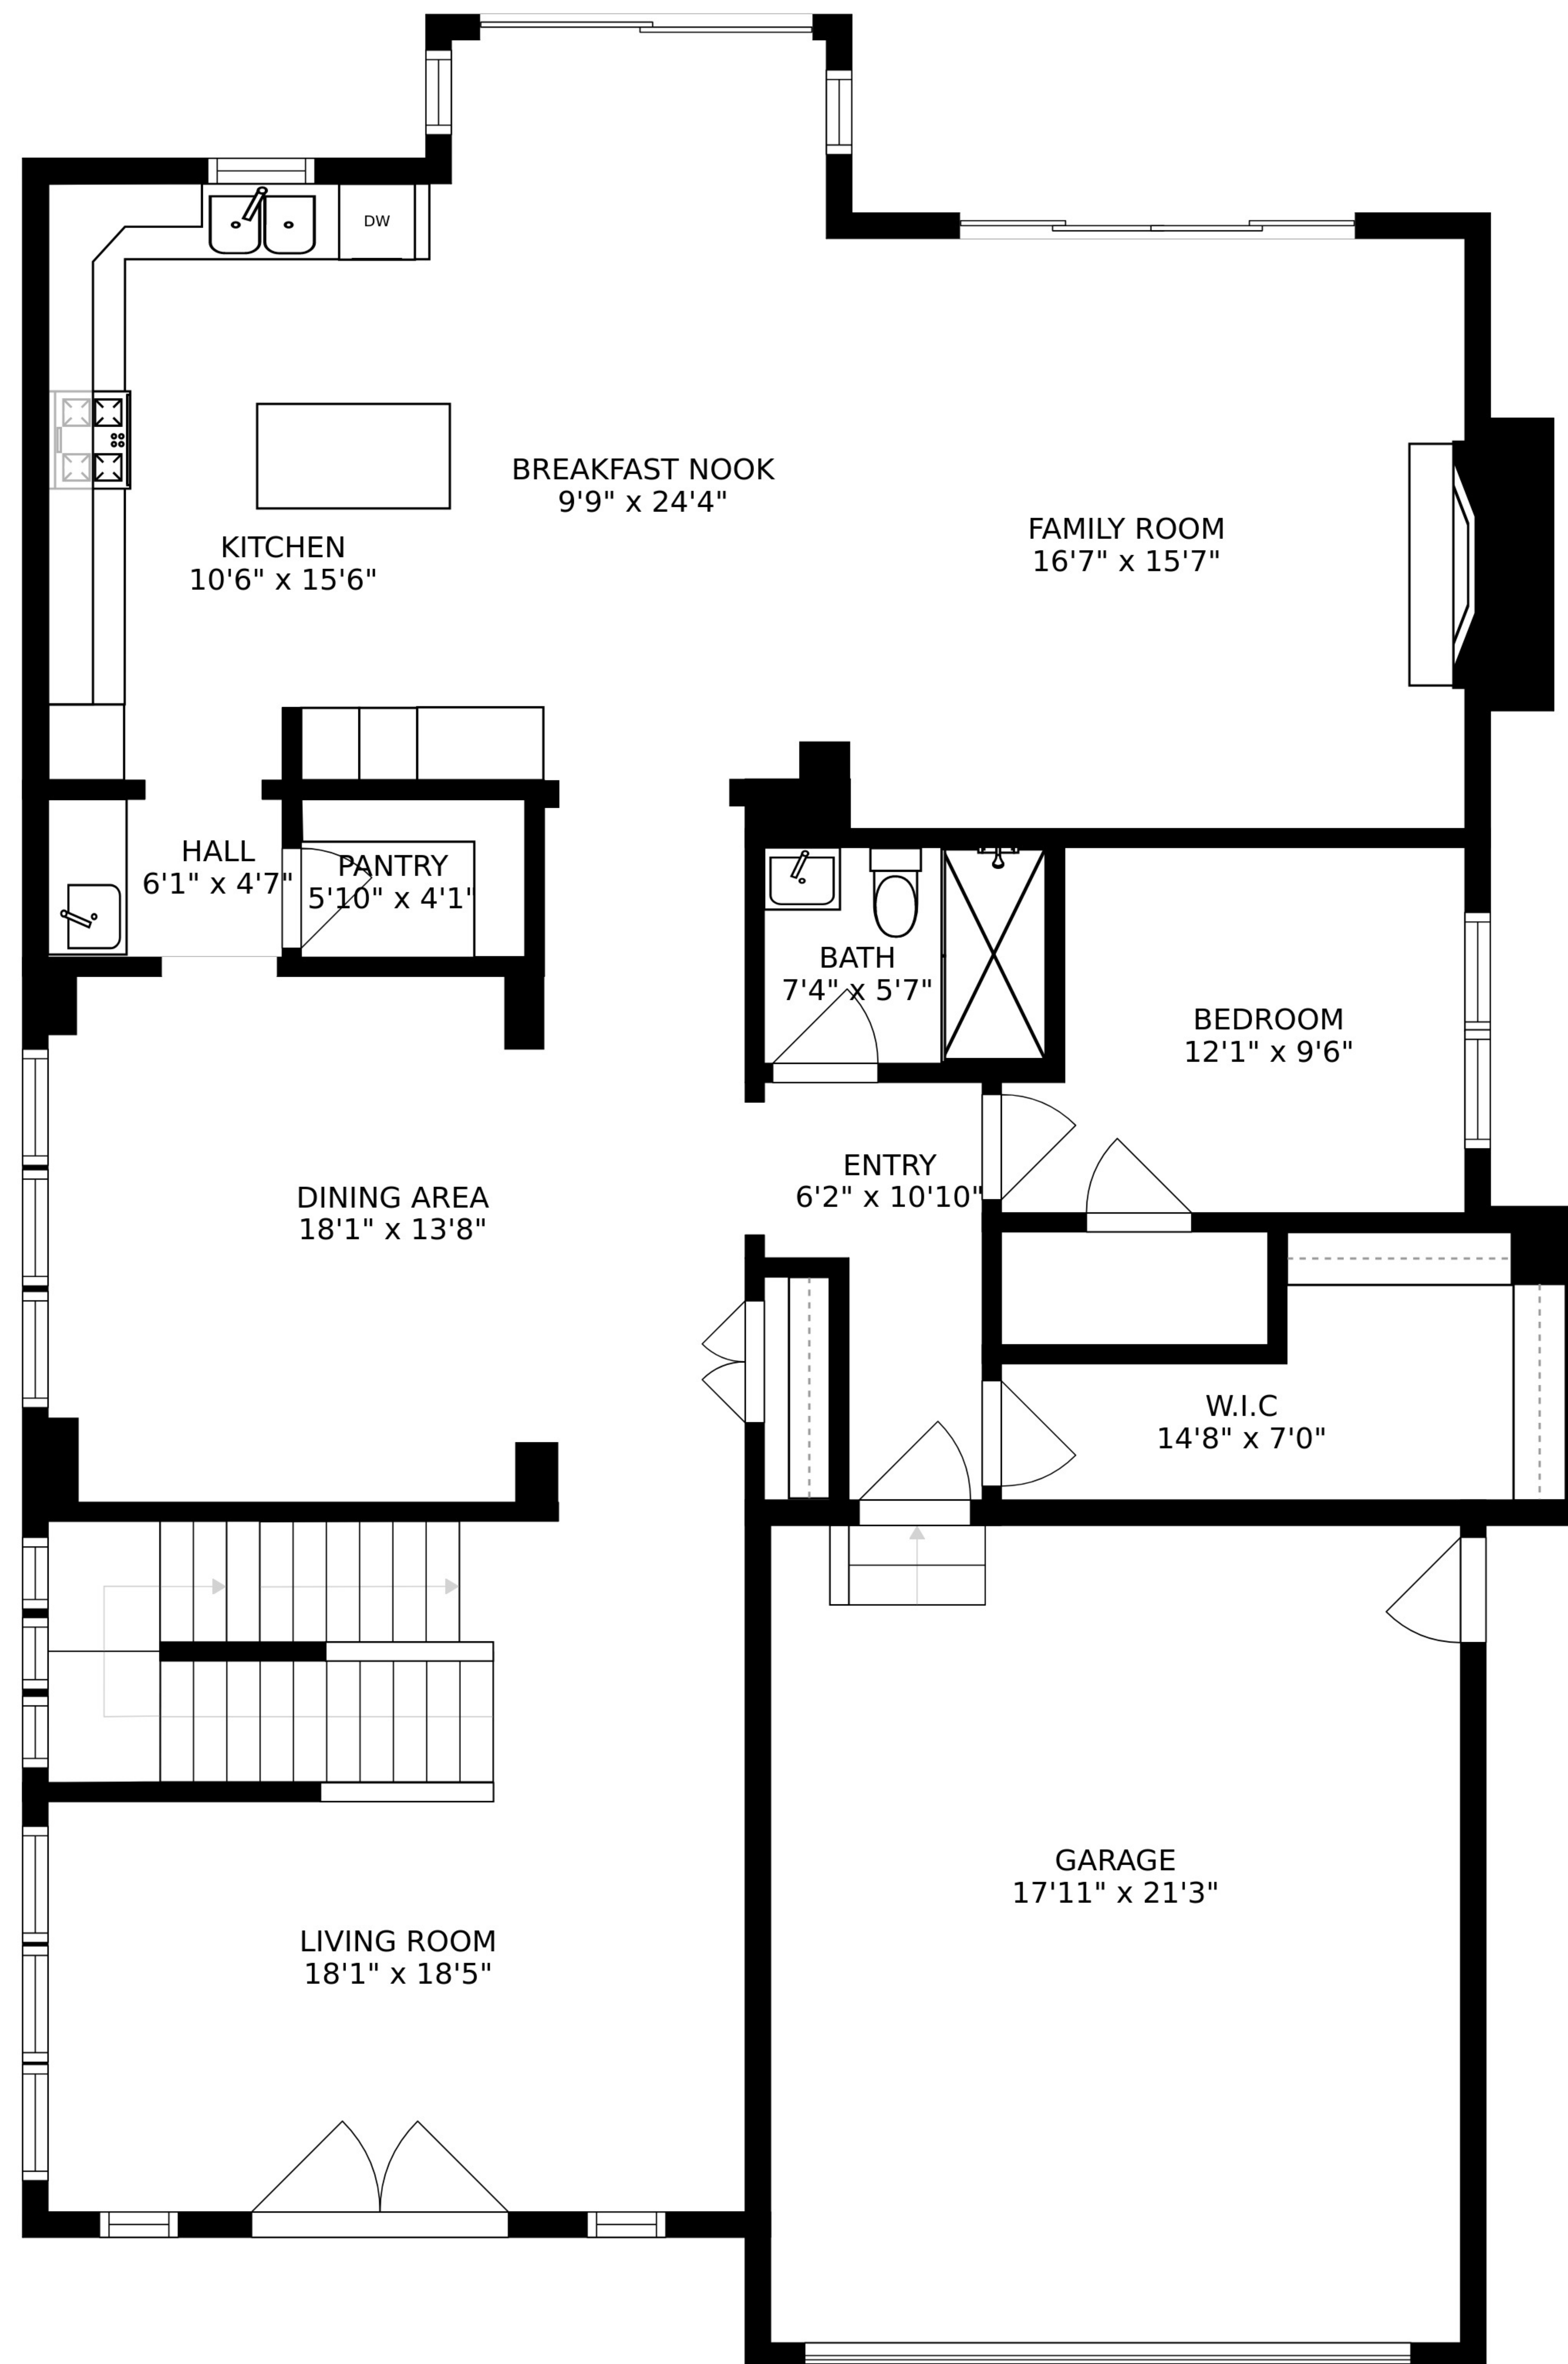 DW
BREAKFAST NOOK
9'9" x 24'4"
KITCHEN
10'6" x 15'6"
FAMILY ROOM
16'7" x 15'7"
HALL
6'1" x 4'7"
PANTRY
5'10" x 4'1"
BATH
7'4" x 5'7"
BEDROOM
12'1" x 9'6"
ENTRY
6'2" x 10'10"
DINING AREA
18'1" x 13'8"
W.I.C
14'8" x 7'0"
GARAGE
17'11" x 21'3"
LIVING ROOM
18'1" x 18'5"